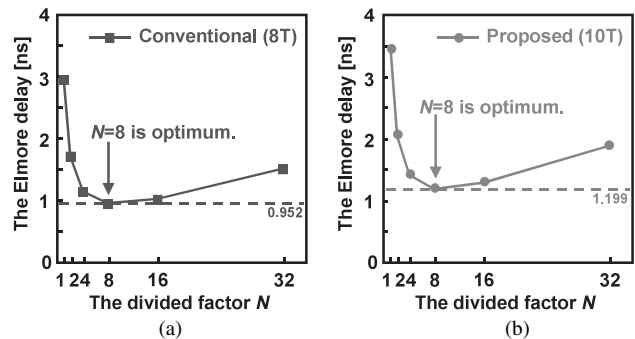 The Elmore delay [ns]
4
3
2
1
0
Conventional (8T)
N=8 is optimum.
0.952
1 2 4 8 16 32
The divided factor N
(a)
The Elmore delay [ns]
4
3
2
1
0
Proposed (10T)
N=8 is optimum.
1.199
1 2 4 8 16 32
The divided factor N
(b)